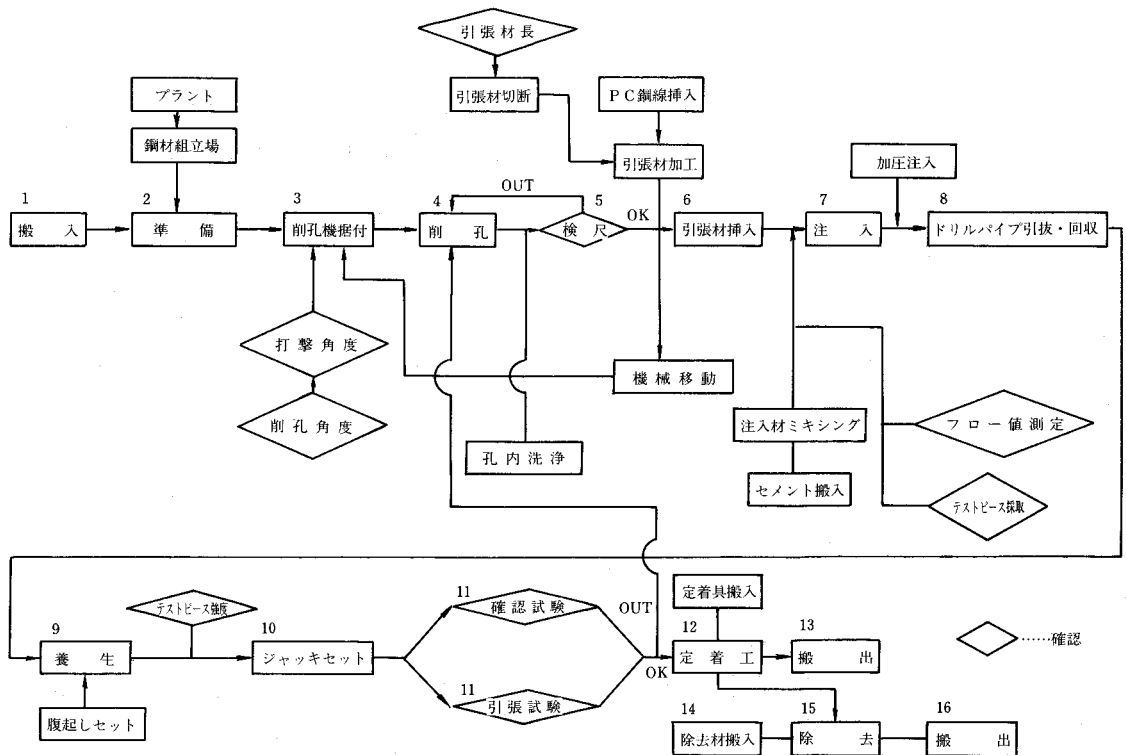 引張材長
プラント
引張材切断
PC鋼線挿入
鋼材組立場
引張材加工
加圧注入
OUT
1
2
3
4
5
OK
6
7
8
搬入
準備
削孔機据付
削孔
検尺
引張材挿入
注入
ドリルパイプ引抜・回収
打撃角度
機械移動
削孔角度
注入材ミキシング
フロー値測定
孔内洗浄
セメント搬入
テストピース採取
テストピース強度
11
確認試験
定着具搬入
OUT
9
10
12
13
……確認
養生
ジャッキセット
OK
定着工
搬出
11
引張試験
14
15
16
腹起しセット
除去材搬入
除去
搬出